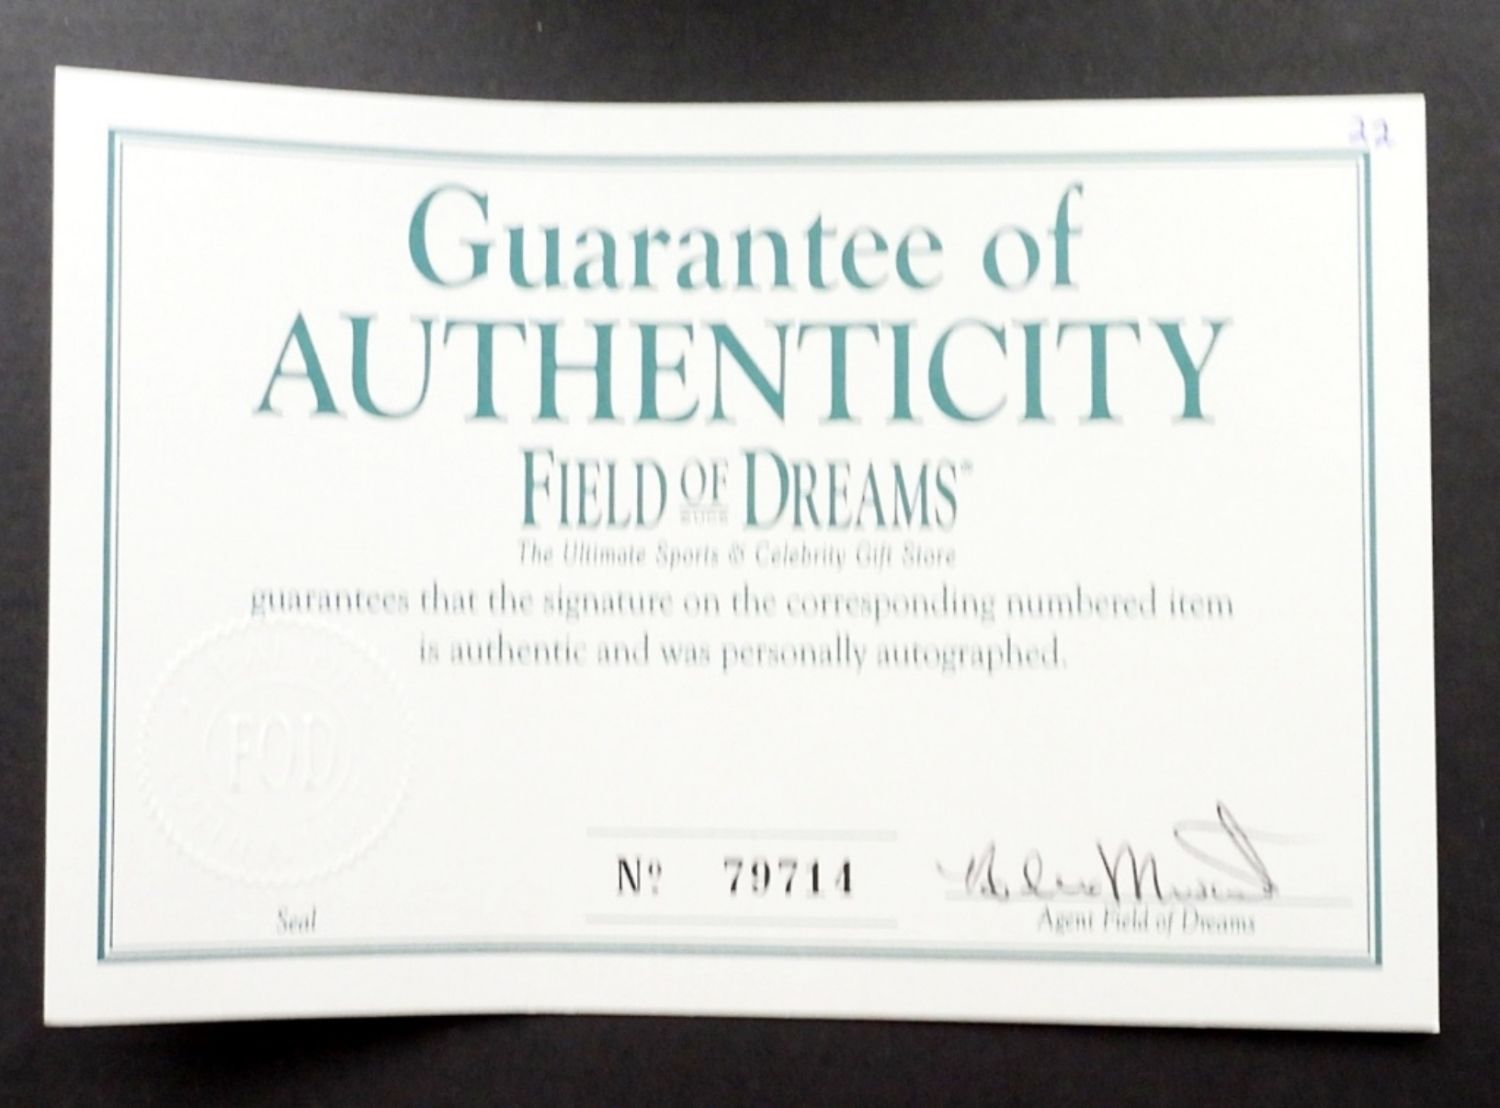 22
Guarantee of
AUTHENTICITY
FIELD OF DREAMS
The Ultimate Sports & Celebrity Gift Store
guarantees that the signature on the corresponding numbered item
is authentic and was personally autographed.
FOD
Nº 79714
Seal
Agent Field of Dreams